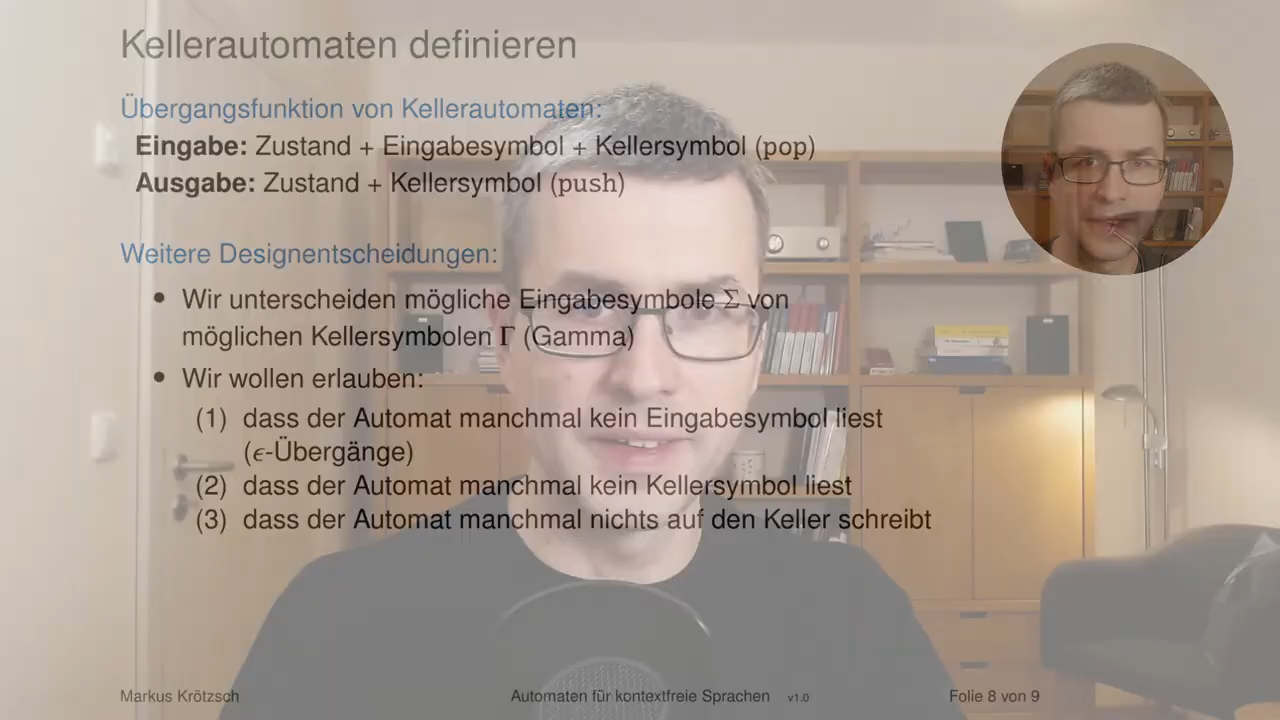 Kellerautomaten definieren
Übergangsfunktion von Kellerautomaten:
Eingabe: Zustand + Eingabesymbol + Kellersymbol (pop)
Ausgabe: Zustand + Kellersymbol (push)
Weitere Designentscheidungen:
• Wir unterscheiden mögliche Eingabesymbole Σ von
möglichen Kellersymbolen Γ (Gamma)
• Wir wollen erlauben:
(1) dass der Automat manchmal kein Eingabesymbol liest
(ϵ-Übergänge)
(2) dass der Automat manchmal kein Kellersymbol liest
(3) dass der Automat manchmal nichts auf den Keller schreibt
Markus Krötzsch Automaten für kontextfreie Sprachen v1.0 Folie 8 von 9